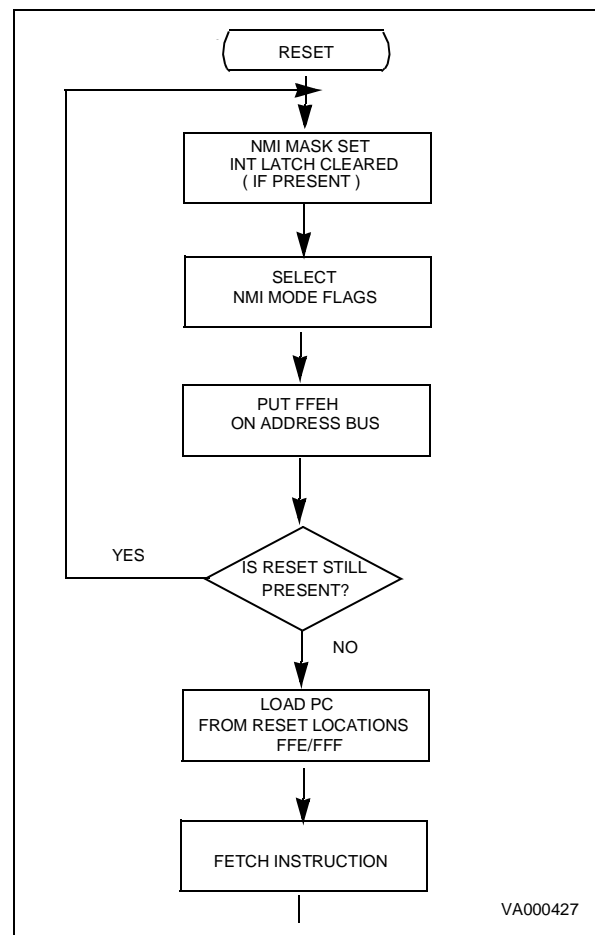 RESET
NMI MASK SET
INT LATCH CLEARED
( IF PRESENT )
SELECT
NMI MODE FLAGS
PUT FFEH
ON ADDRESS BUS
YES
IS RESET STILL
PRESENT?
NO
LOAD PC
FROM RESET LOCATIONS
FFE/FFF
FETCH INSTRUCTION
VA000427